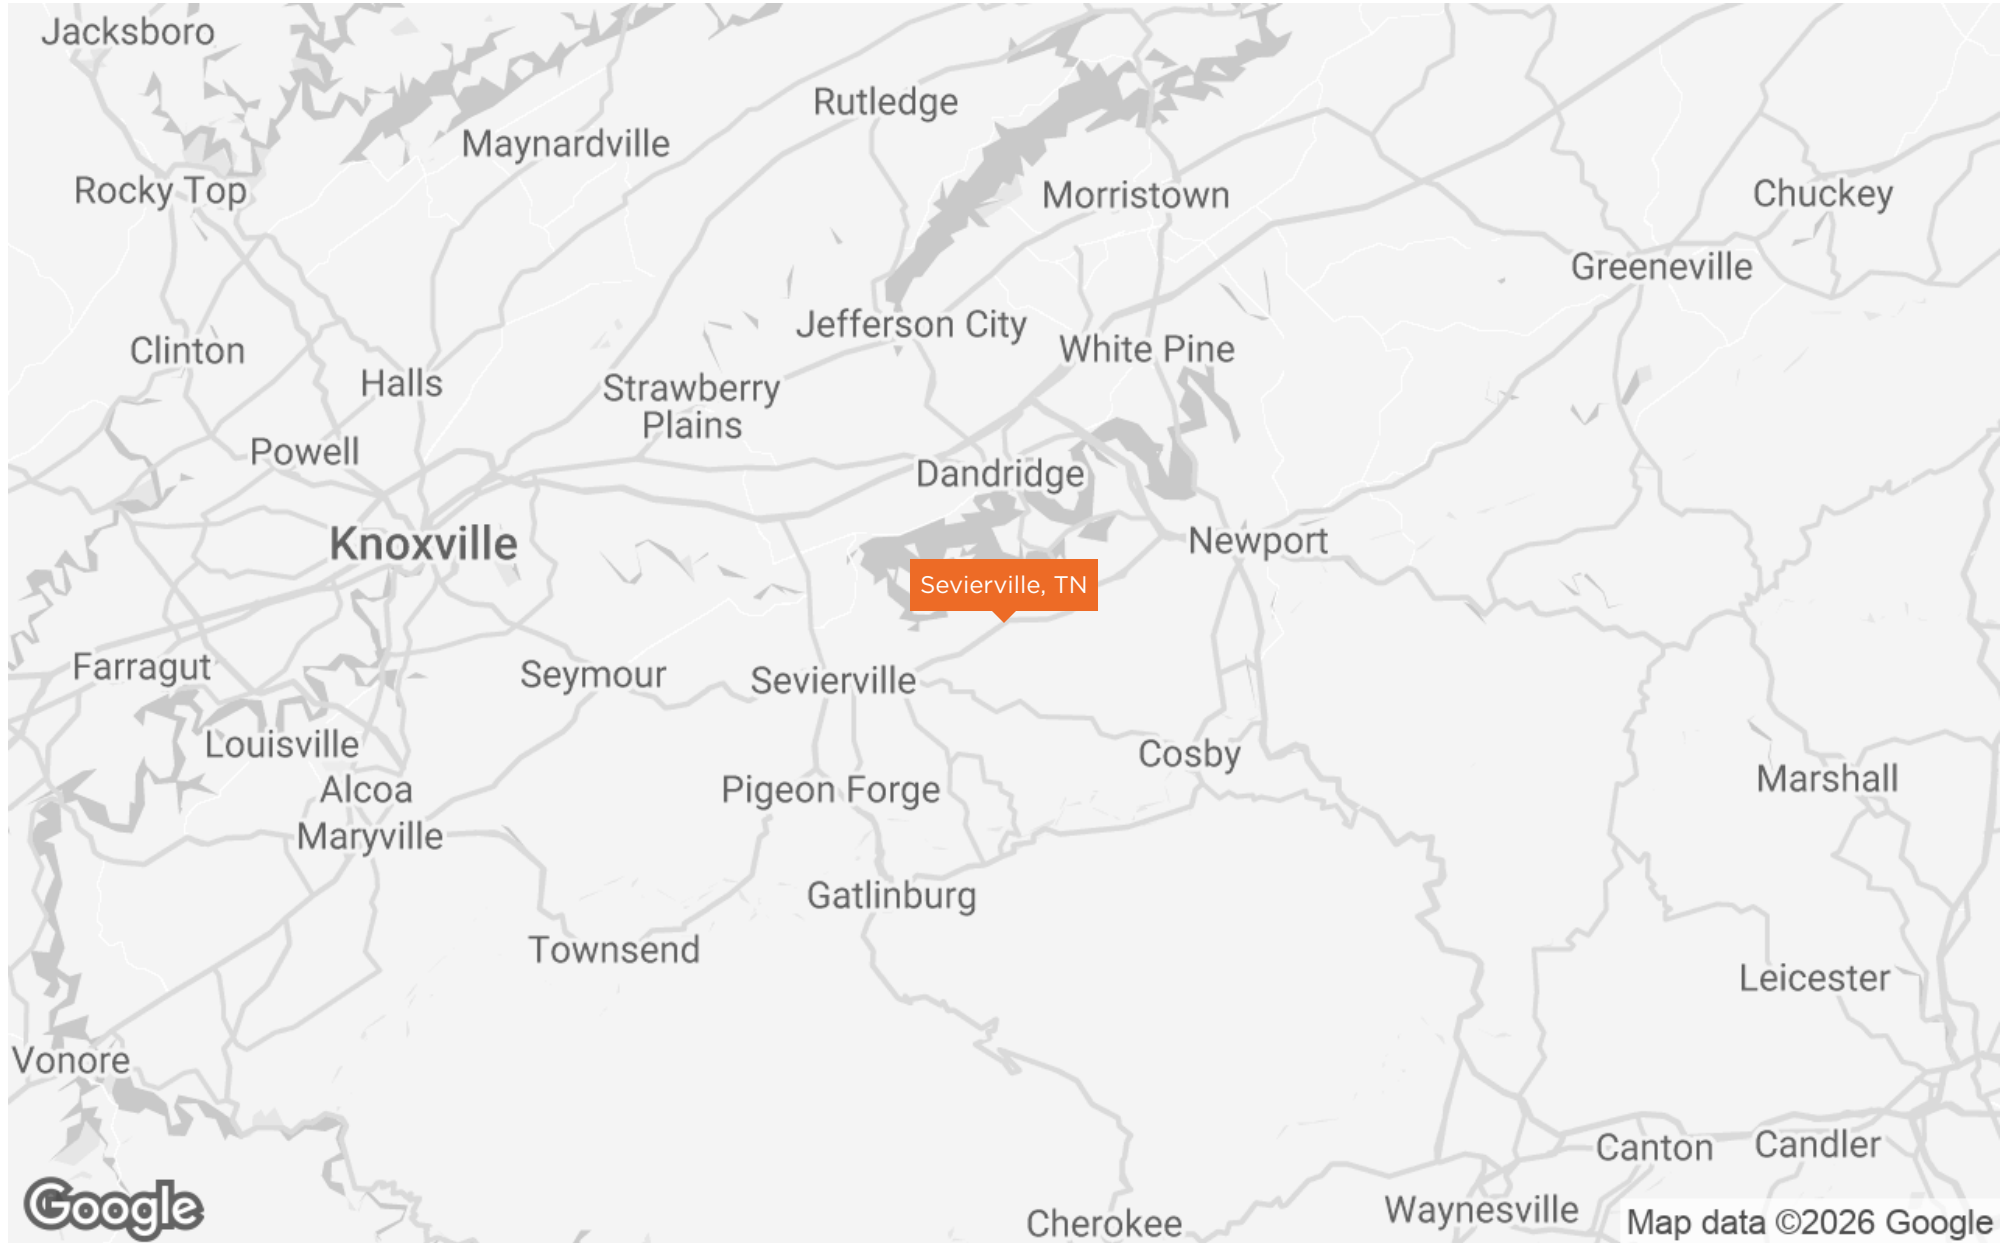 Jacksboro
Rutledge
Maynardville
Rocky Top
Morristown
Chuckey
Greeneville
Jefferson City
Clinton
White Pine
Halls
Strawberry
Plains
Powell
Dandridge
Knoxville
Newport
Sevierville, TN
Farragut
Seymour
Sevierville
Louisville
Cosby
Marshall
Alcoa
Pigeon Forge
Maryville
Gatlinburg
Townsend
Leicester
Vonore
Canton
Candler
Google
Waynesville
Cherokee
Map data ©2026 Google